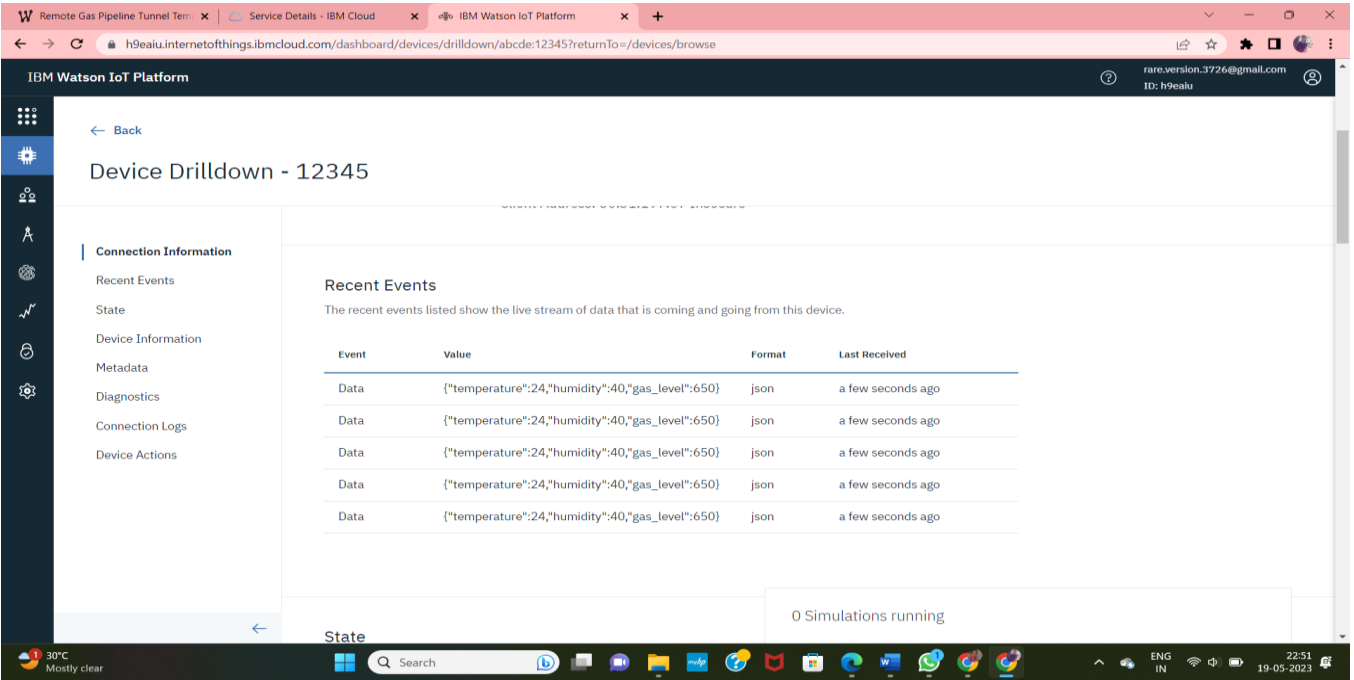 Remote Gas Pipeline Tunnel Tem
Service Details - IBM Cloud
IBM Watson IoT Platform
h9eaiu.internetofthings.ibmcloud.com/dashboard/devices/drilldown/abcde:12345?returnTo=/devices/browse
IBM Watson IoT Platform
rare.version.3726@gmail.com
ID: h9eaiu
Back
Device Drilldown - 12345
Connection Information
Recent Events
State
Device Information
Metadata
Diagnostics
Connection Logs
Device Actions
Recent Events
The recent events listed show the live stream of data that is coming and going from this device.
Event Value Format Last Received
Data {"temperature":24,"humidity":40,"gas_level":650} json a few seconds ago
Data {"temperature":24,"humidity":40,"gas_level":650} json a few seconds ago
Data {"temperature":24,"humidity":40,"gas_level":650} json a few seconds ago
Data {"temperature":24,"humidity":40,"gas_level":650} json a few seconds ago
Data {"temperature":24,"humidity":40,"gas_level":650} json a few seconds ago
0 Simulations running
State
1
30°C
Mostly clear
Search
ENG
IN
22:51
19-05-2023